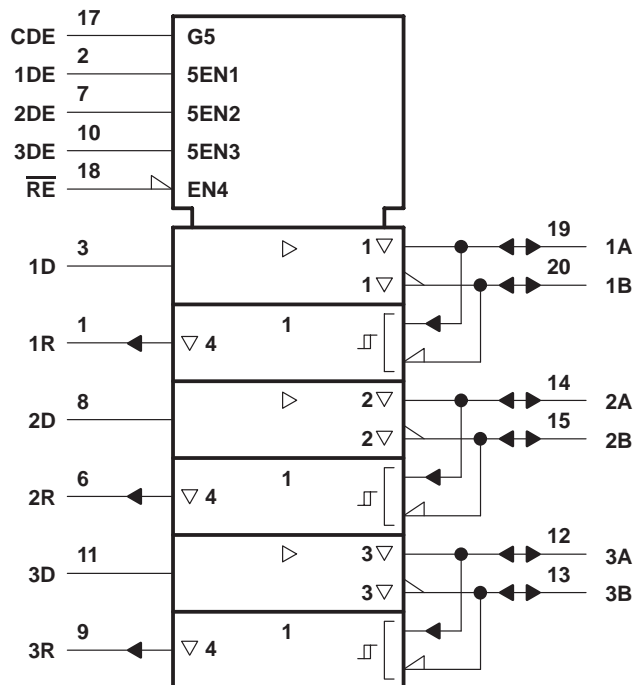 CDE 17 G5
1DE 2 5EN1
2DE 7 5EN2
3DE 10 5EN3
RE 18 EN4
1D 3 ▷ 1▽ 19 1A
1▽ 20 1B
1R 1 ▽ 4 1
2D 8 ▷ 2▽ 14 2A
2▽ 15 2B
2R 6 ▽ 4 1
3D 11 ▷ 3▽ 12 3A
3▽ 13 3B
3R 9 ▽ 4 1